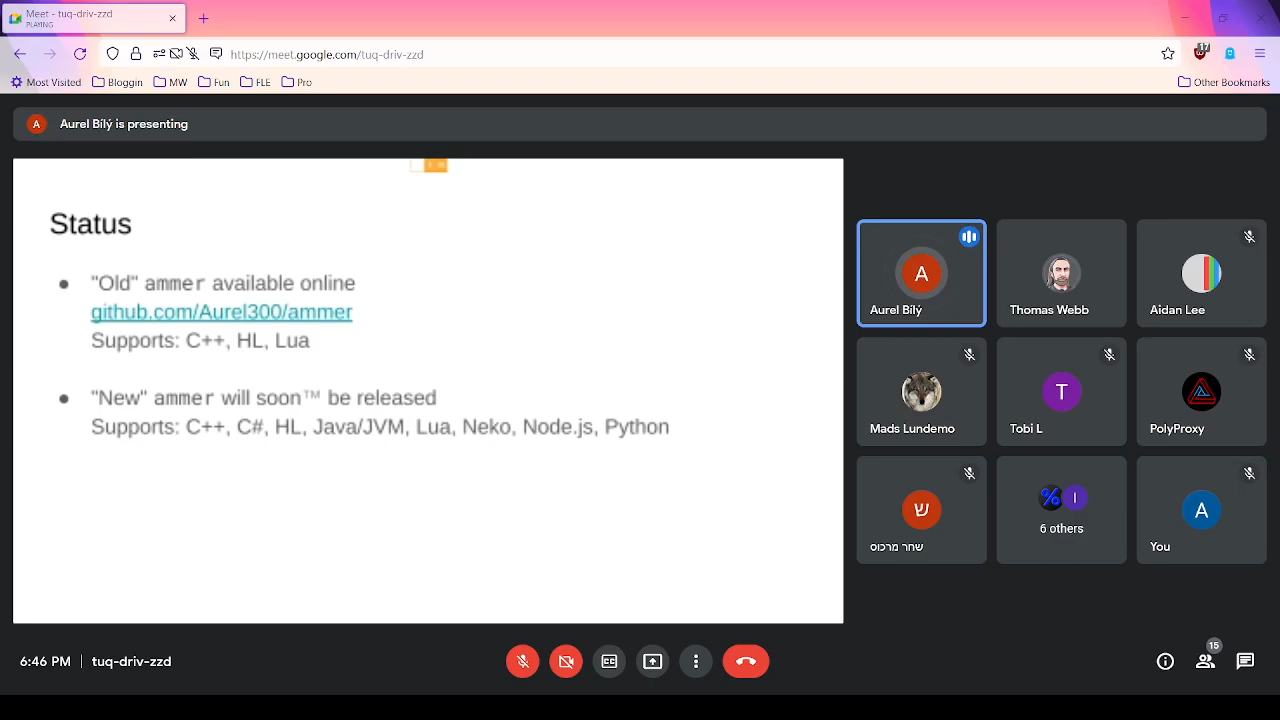 Meet - tuq-driv-zzd
PLAYING
https://meet.google.com/tuq-driv-zzd
17
Most Visited
Bloggin
MW
Fun
FLE
Pro
Other Bookmarks
A
Aurel Bílý is presenting
Status
● "Old" ammer available online
github.com/Aurel300/ammer
Supports: C++, HL, Lua
● "New" ammer will soon™ be released
Supports: C++, C#, HL, Java/JVM, Lua, Neko, Node.js, Python
A
Aurel Bílý
Thomas Webb
Aidan Lee
Mads Lundemo
T
Tobi L
PolyProxy
ש
שחר מרכוס
%
I
6 others
A
You
6:46 PM | tuq-driv-zzd
CC
15